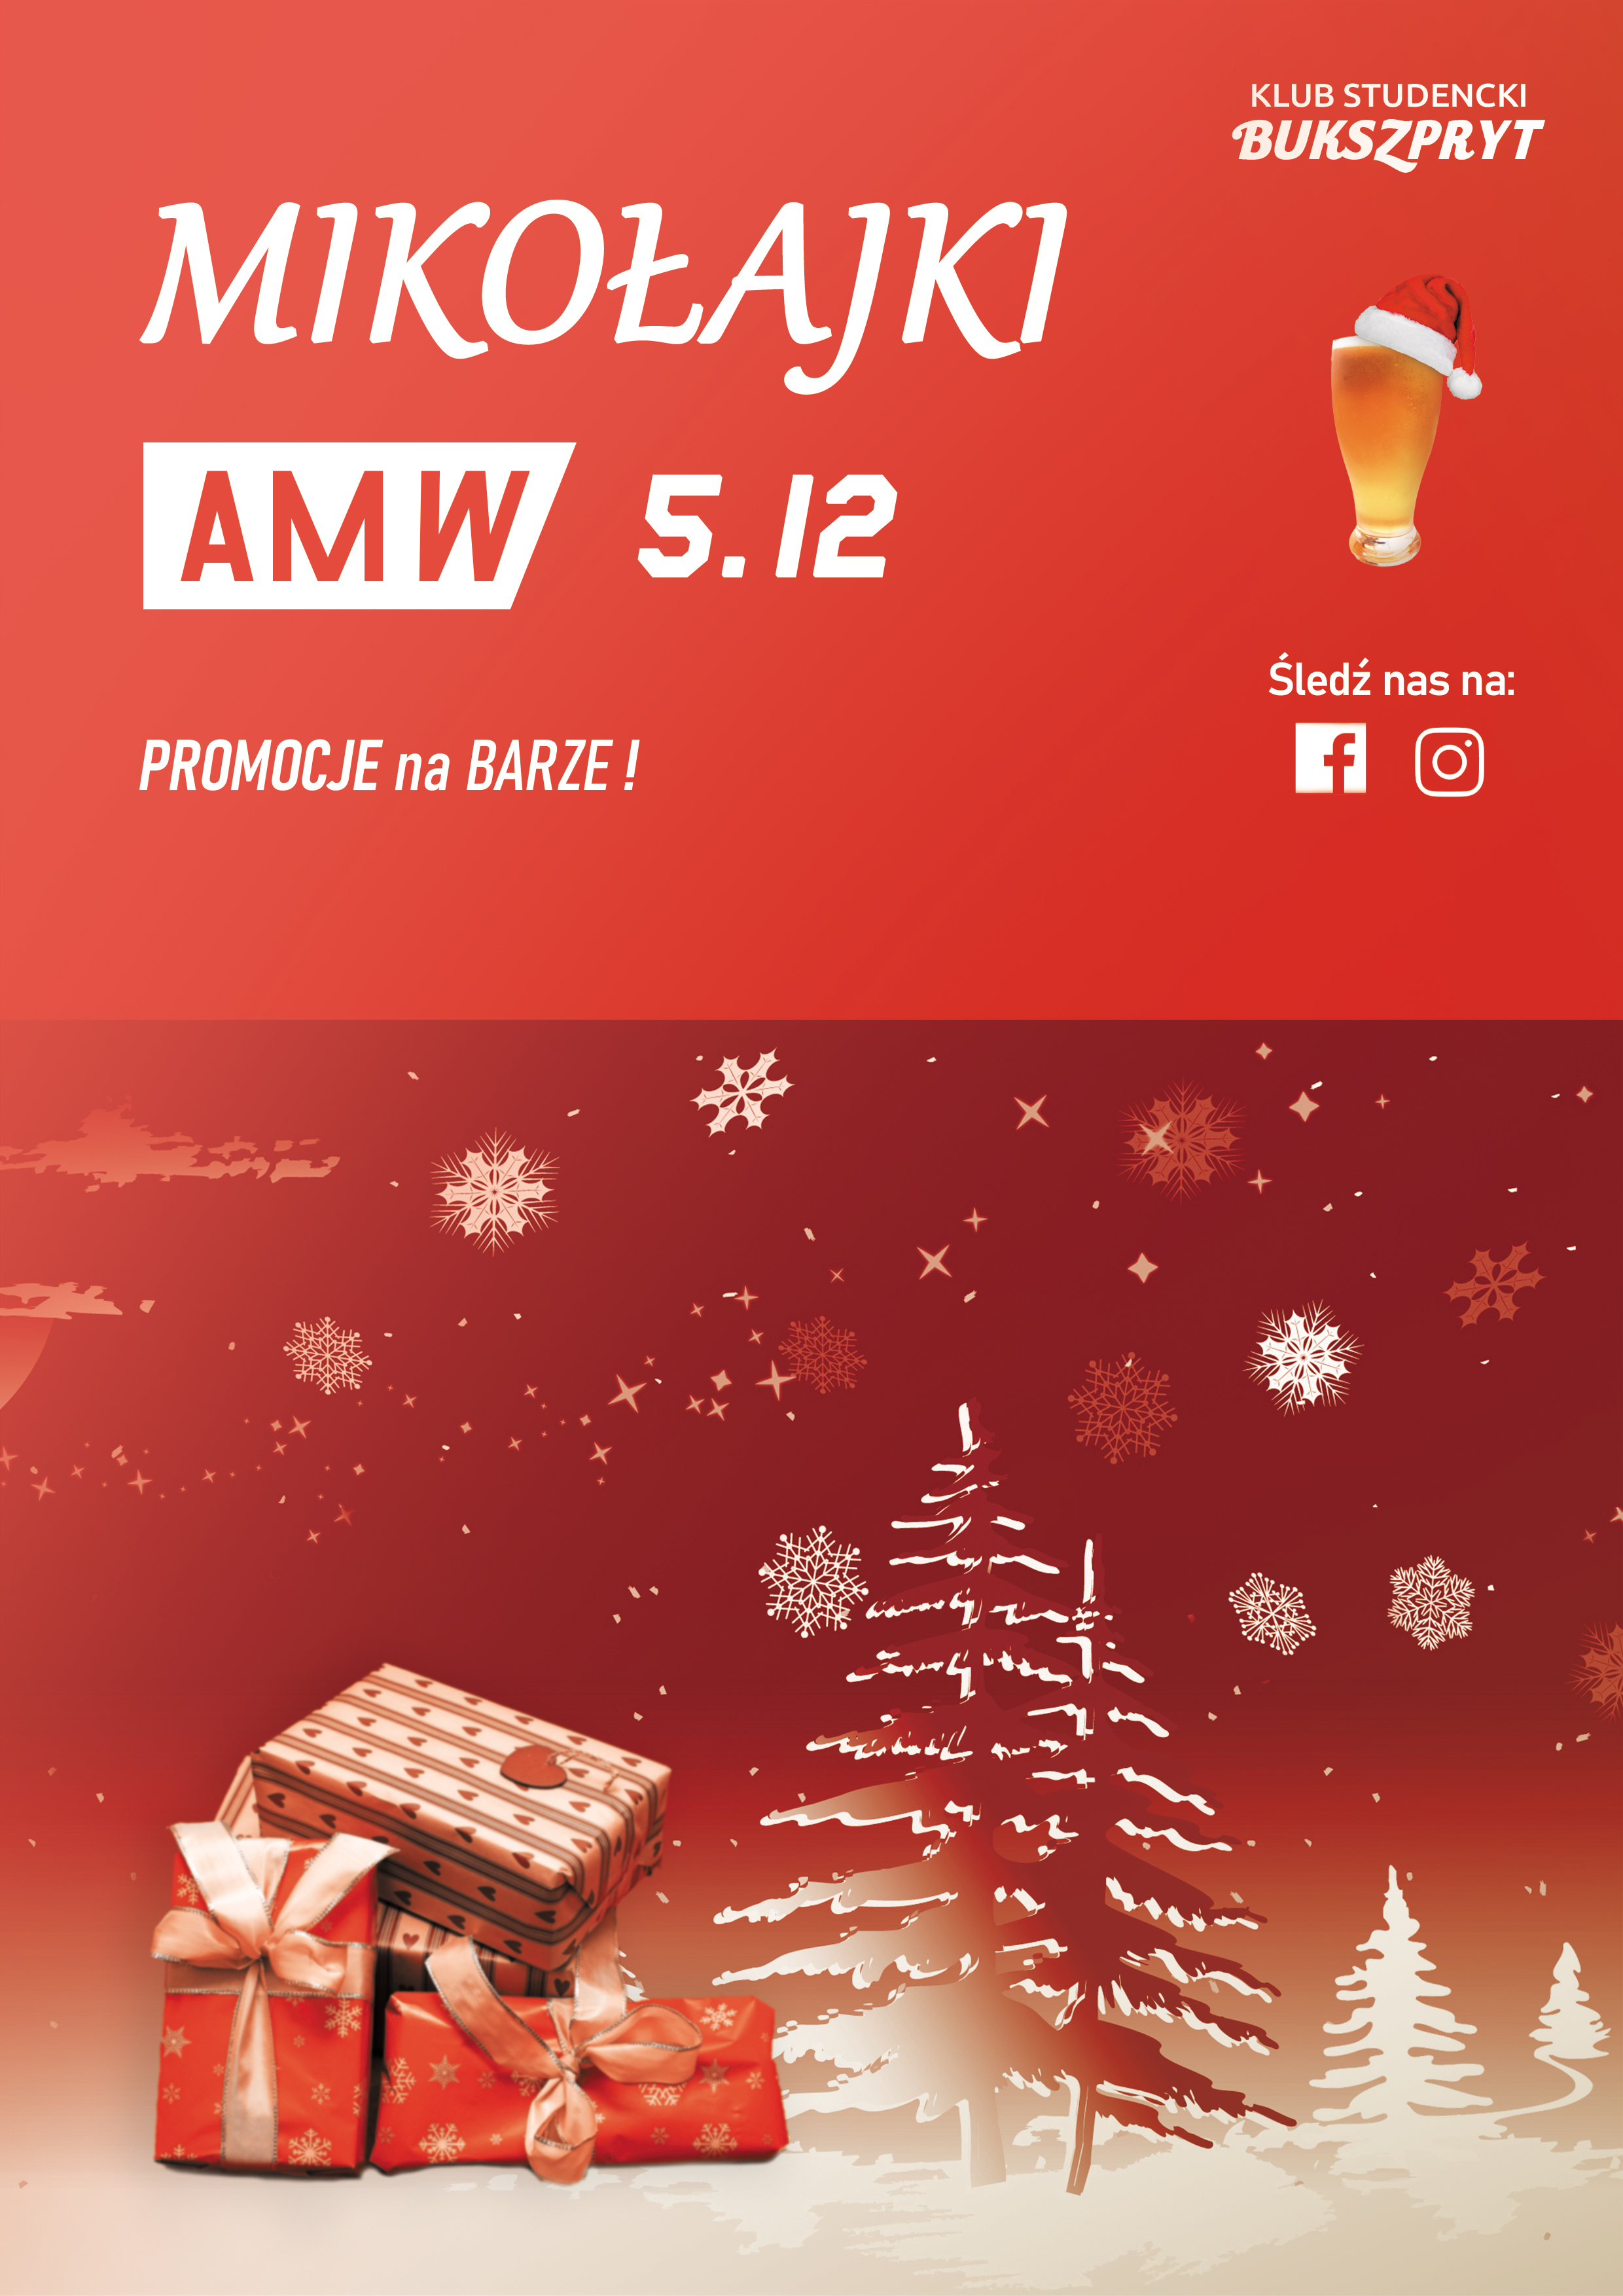 KLUB STUDENCKI
BUKSZPRYT
MIKOŁAJKI
AMW 5.12
Śledź nas na:
PROMOCJE na BARZE !